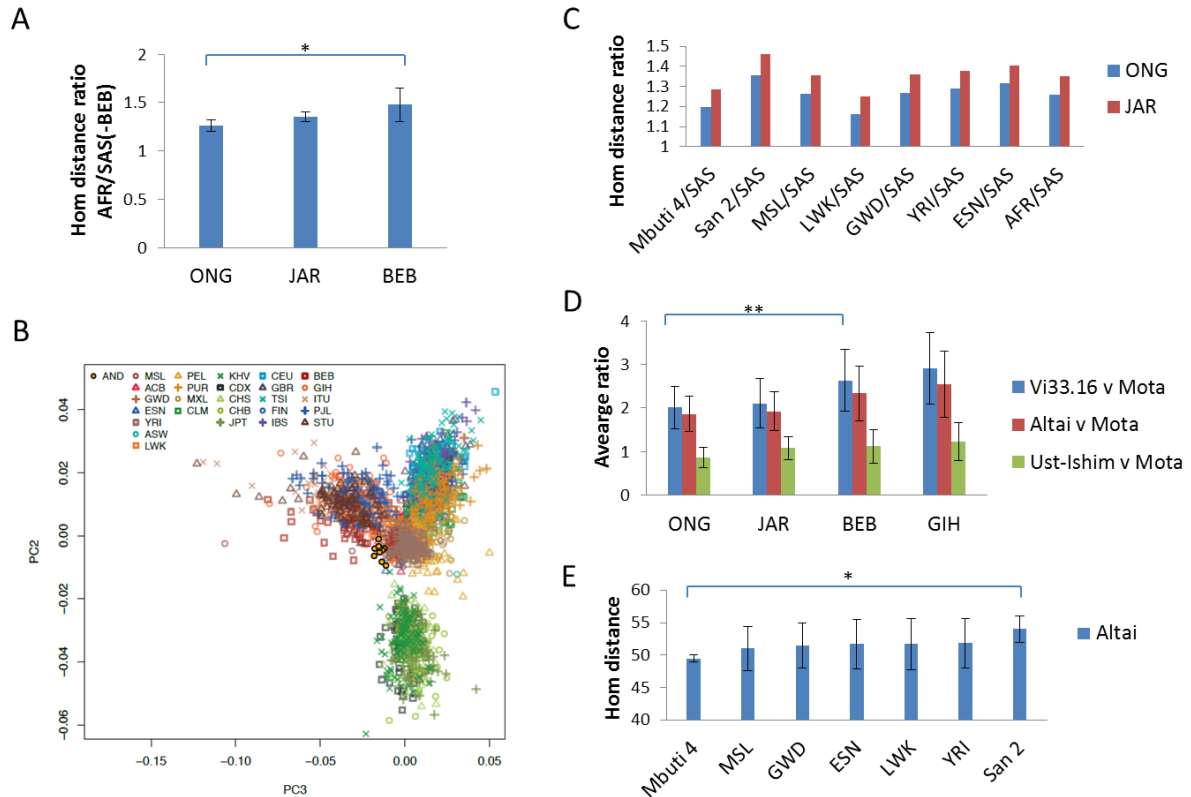 A
Hom distance ratio
AFR/SAS(-BEB)
2
1.5
1
0.5
0
*
ONG JAR BEB
B
AND MSL PEL KHV CEU BEB
ACB PUR CDX GBR GIH
GWD MXL CHS TSI ITU
ESN CLM CHB FIN PJL
YRI JPT IBS STU
ASW
LWK
PC2
0.04
0.02
0.00
−0.02
−0.04
−0.06
−0.15 −0.10 −0.05 0.00 0.05
PC3
C
Hom distance ratio
1.5
1.4
1.3
1.2
1.1
1
Mbuti 4/SAS
San 2/SAS
MSL/SAS
LWK/SAS
GWD/SAS
YRI/SAS
ESN/SAS
AFR/SAS
ONG
JAR
D
Avearge ratio
4
3
2
1
0
**
ONG JAR BEB GIH
Vi33.16 v Mota
Altai v Mota
Ust-Ishim v Mota
E
Hom distance
60
55
50
45
40
*
Mbuti 4
MSL
GWD
ESN
LWK
YRI
San 2
Altai